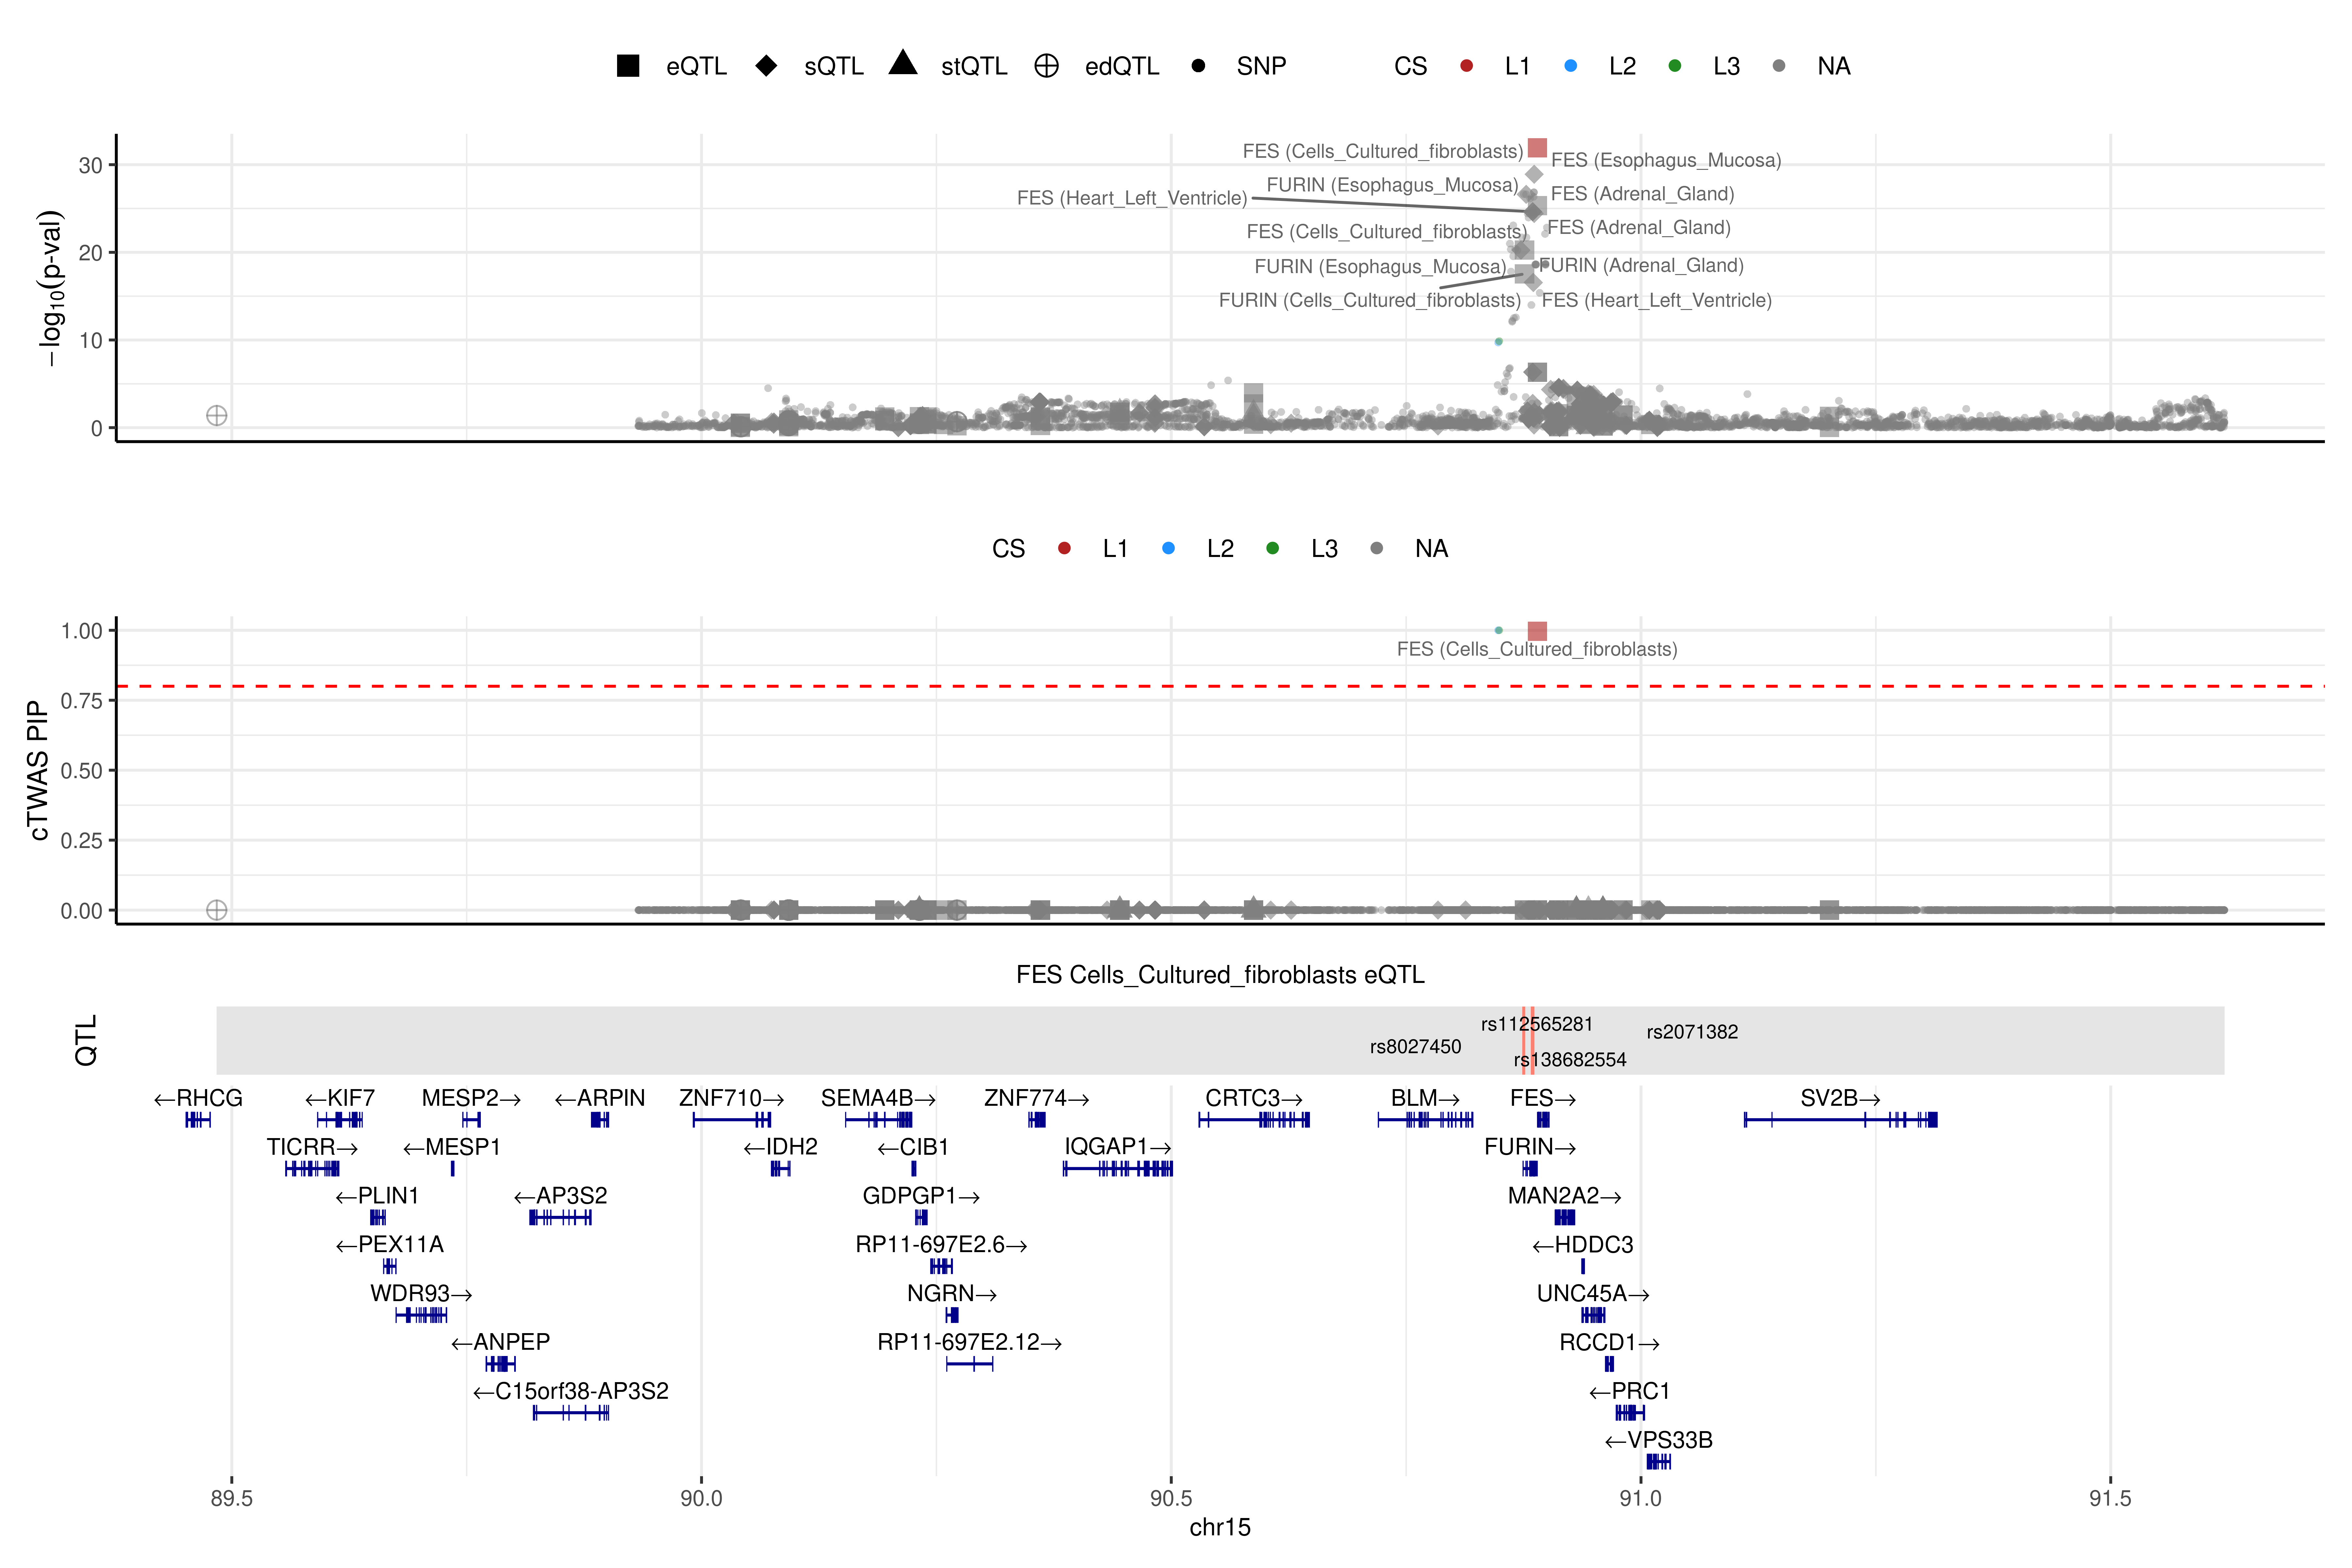 eQTL sQTL stQTL edQTL SNP CS L1 L2 L3 NA
−log10(p-val)
30
20
10
0
FES (Cells_Cultured_fibroblasts)
FES (Esophagus_Mucosa)
FURIN (Esophagus_Mucosa)
FES (Adrenal_Gland)
FES (Heart_Left_Ventricle)
FES (Cells_Cultured_fibroblasts)
FES (Adrenal_Gland)
FURIN (Esophagus_Mucosa)
FURIN (Adrenal_Gland)
FURIN (Cells_Cultured_fibroblasts)
FES (Heart_Left_Ventricle)
CS L1 L2 L3 NA
cTWAS PIP
1.00
0.75
0.50
0.25
0.00
FES (Cells_Cultured_fibroblasts)
FES Cells_Cultured_fibroblasts eQTL
QTL
rs112565281
rs2071382
rs8027450
rs138682554
←RHCG ←KIF7 MESP2→ ←ARPIN ZNF710→ SEMA4B→ ZNF774→ CRTC3→ BLM→ FES→ SV2B→
TICRR→ ←MESP1 ←IDH2 ←CIB1 IQGAP1→ FURIN→
←PLIN1 ←AP3S2 GDPGP1→ MAN2A2→
←PEX11A RP11-697E2.6→ ←HDDC3
WDR93→ NGRN→ UNC45A→
←ANPEP RP11-697E2.12→ RCCD1→
←C15orf38-AP3S2 ←PRC1
←VPS33B
89.5 90.0 90.5 91.0 91.5
chr15